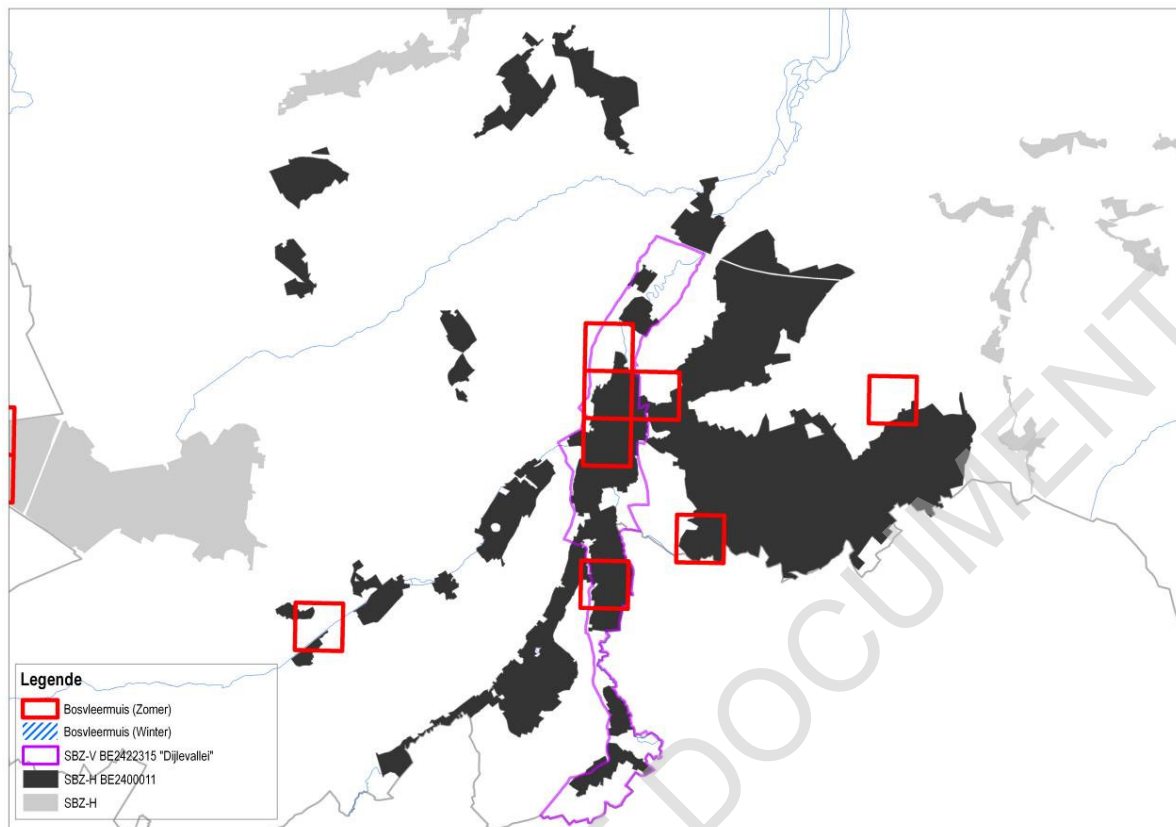 Legende
Bosvleermuis (Zomer)
Bosvleermuis (Winter)
SBZ-V BE2422315 "Dijlevallei"
SBZ-H BE2400011
SBZ-H
DOCUMENT